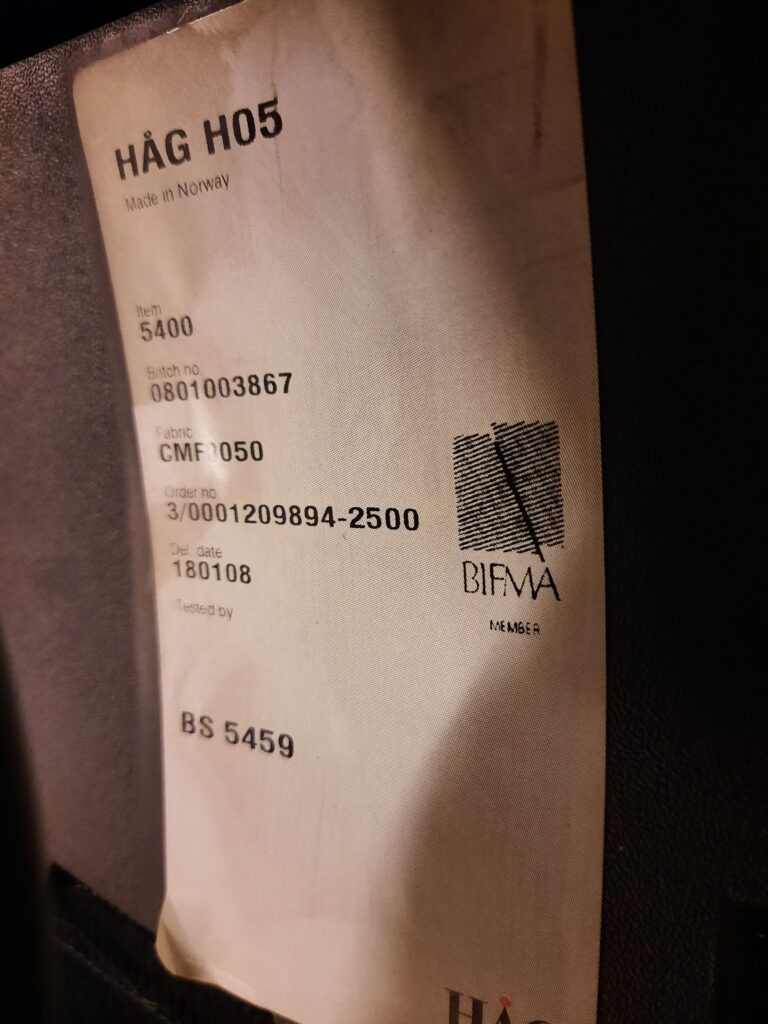 HÅG H05
Made in Norway
Item
5400
Batch no.
0801003867
Fabric
Order no.
3/0001209894-2500
Del. date
180108
Tested by
BIFMA
MEMBER
BS 5459
HÅG